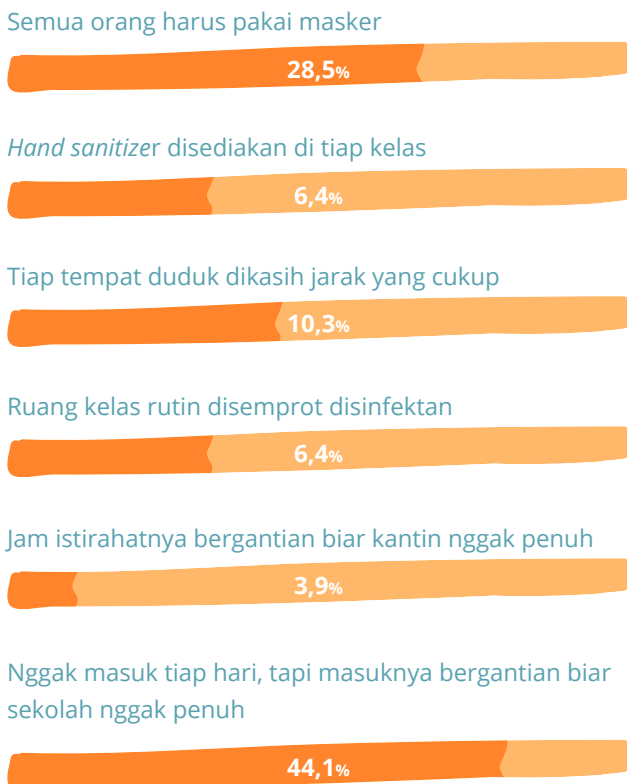 Semua orang harus pakai masker
28,5%
Hand sanitizer disediakan di tiap kelas
6,4%
Tiap tempat duduk dikasih jarak yang cukup
10,3%
Ruang kelas rutin disemprot disinfektan
6,4%
Jam istirahatnya bergantian biar kantin nggak penuh
3,9%
Nggak masuk tiap hari, tapi masuknya bergantian biar
sekolah nggak penuh
44,1%